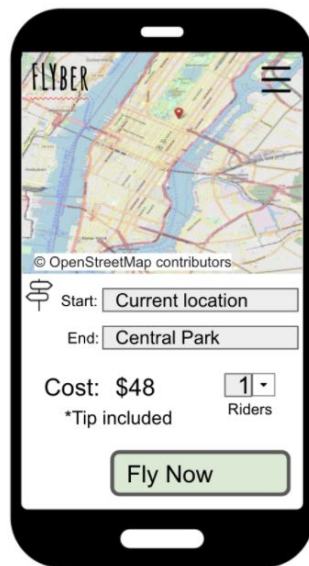 FLYBER
© OpenStreetMap contributors
Start: Current location
End: Central Park
Cost: $48
1
*Tip included
Riders
Fly Now